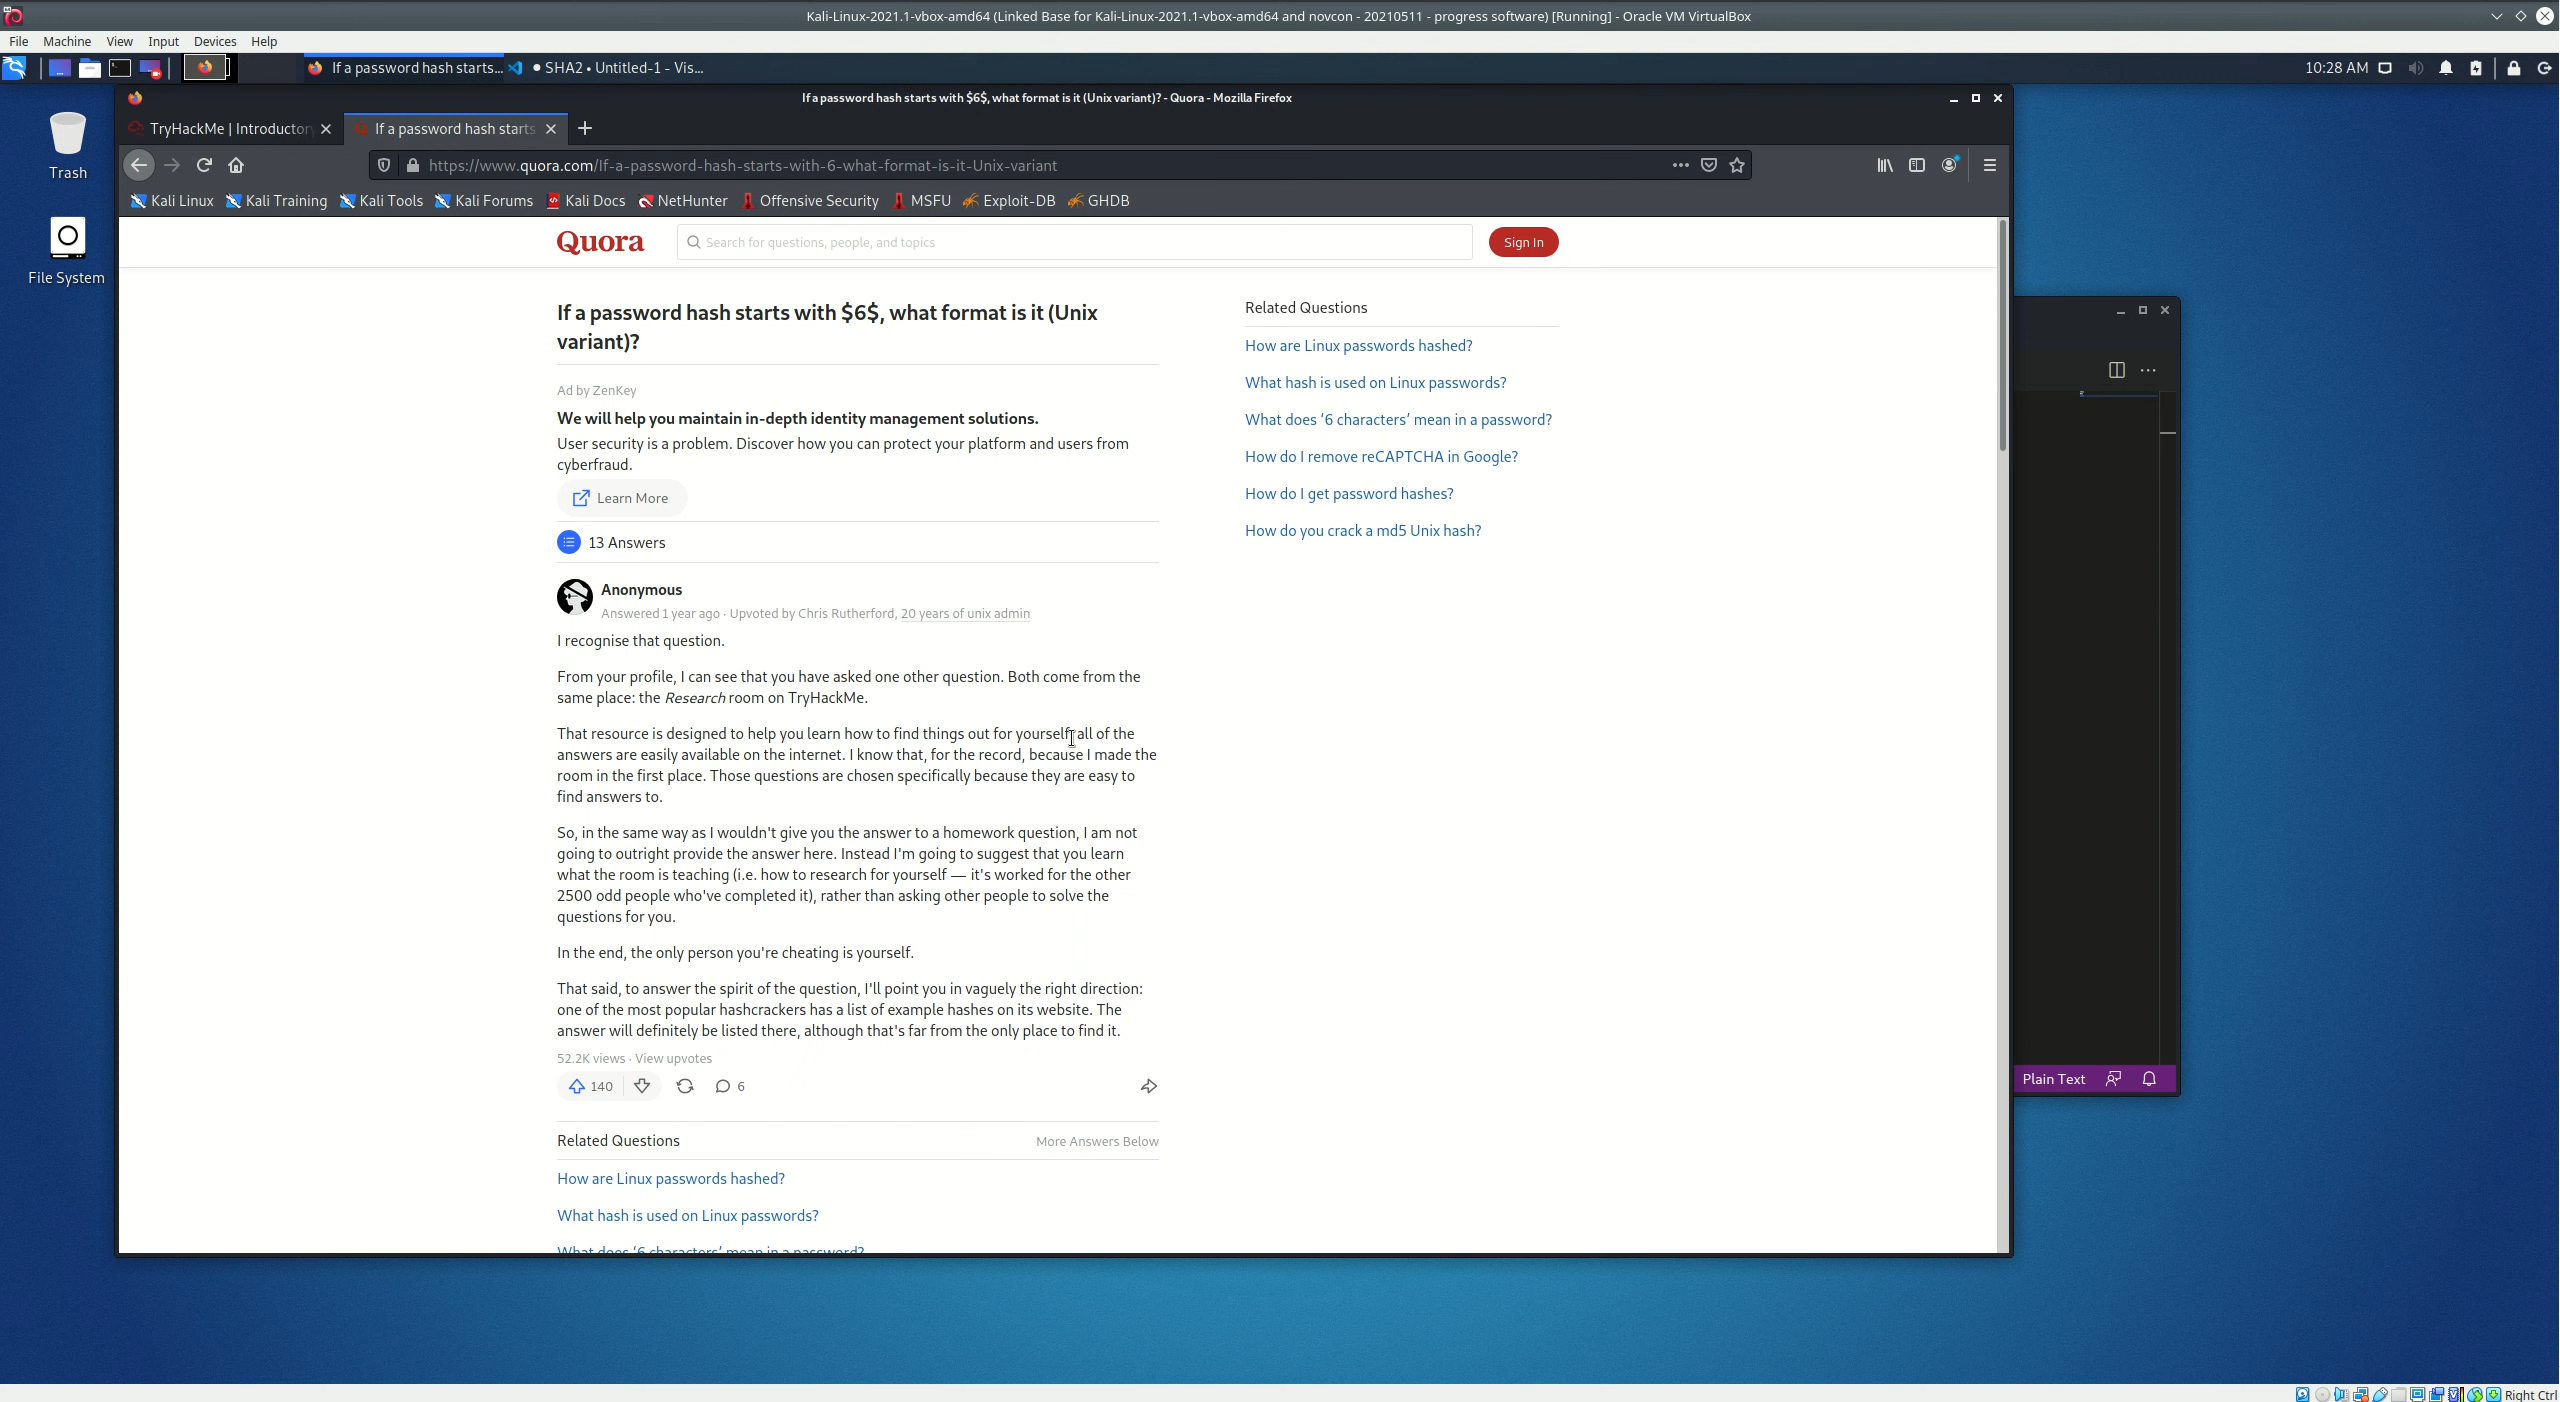 Kali-Linux-2021.1-vbox-amd64 (Linked Base for Kali-Linux-2021.1-vbox-amd64 and novcon - 20210511 - progress software) [Running] - Oracle VM VirtualBox
File Machine View Input Devices Help
If a password hash starts... ● SHA2 • Untitled-1 - Vis... 10:28 AM
If a password hash starts with $6$, what format is it (Unix variant)? - Quora - Mozilla Firefox
TryHackMe | Introductor If a password hash starts
https://www.quora.com/If-a-password-hash-starts-with-6-what-format-is-it-Unix-variant
Kali Linux Kali Training Kali Tools Kali Forums Kali Docs NetHunter Offensive Security MSFU Exploit-DB GHDB
Trash
File System
Quora Search for questions, people, and topics Sign In
If a password hash starts with $6$, what format is it (Unix
variant)?
Ad by ZenKey
We will help you maintain in-depth identity management solutions.
User security is a problem. Discover how you can protect your platform and users from
cyberfraud.
Learn More
13 Answers
Anonymous
Answered 1 year ago · Upvoted by Chris Rutherford, 20 years of unix admin
I recognise that question.
From your profile, I can see that you have asked one other question. Both come from the
same place: the Research room on TryHackMe.
That resource is designed to help you learn how to find things out for yourself; all of the
answers are easily available on the internet. I know that, for the record, because I made the
room in the first place. Those questions are chosen specifically because they are easy to
find answers to.
So, in the same way as I wouldn't give you the answer to a homework question, I am not
going to outright provide the answer here. Instead I'm going to suggest that you learn
what the room is teaching (i.e. how to research for yourself — it's worked for the other
2500 odd people who've completed it), rather than asking other people to solve the
questions for you.
In the end, the only person you're cheating is yourself.
That said, to answer the spirit of the question, I'll point you in vaguely the right direction:
one of the most popular hashcrackers has a list of example hashes on its website. The
answer will definitely be listed there, although that's far from the only place to find it.
52.2K views · View upvotes
140 6
Related Questions More Answers Below
How are Linux passwords hashed?
What hash is used on Linux passwords?
What does ‘6 characters’ mean in a password?
Related Questions
How are Linux passwords hashed?
What hash is used on Linux passwords?
What does ‘6 characters’ mean in a password?
How do I remove reCAPTCHA in Google?
How do I get password hashes?
How do you crack a md5 Unix hash?
Plain Text
Right Ctrl